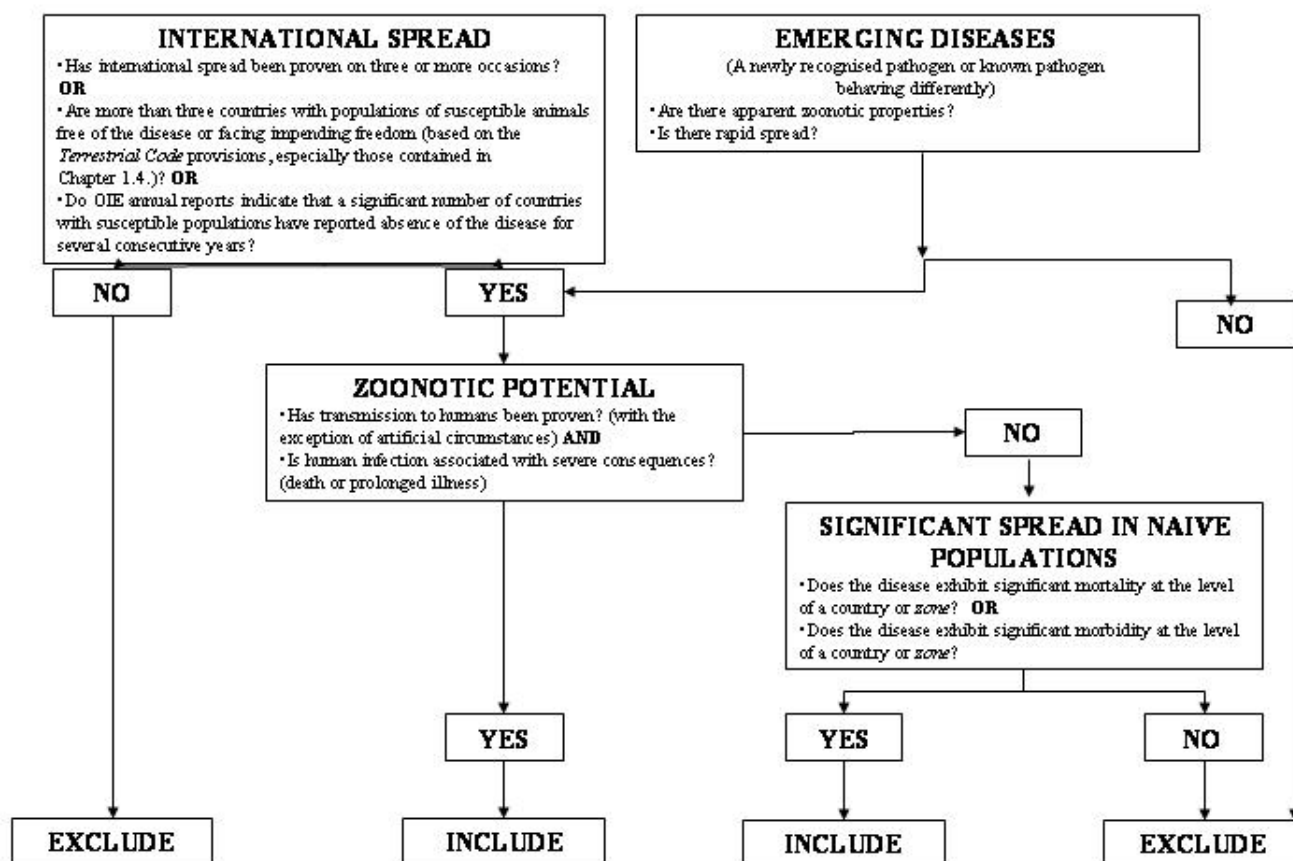 INTERNATIONAL SPREAD
•Has international spread been proven on three or more occasions?
OR
•Are more than three countries with populations of susceptible animals
free of the disease or facing impending freedom (based on the
Terrestrial Code provisions, especially those contained in
Chapter 1.4.)? OR
•Do OIE annual reports indicate that a significant number of countries
with susceptible populations have reported absence of the disease for
several consecutive years?
EMERGING DISEASES
(A newly recognised pathogen or known pathogen
behaving differently)
•Are there apparent zoonotic properties?
•Is there rapid spread?
NO
YES
NO
ZOONOTIC POTENTIAL
•Has transmission to humans been proven? (with the
exception of artificial circumstances) AND
•Is human infection associated with severe consequences?
(death or prolonged illness)
NO
SIGNIFICANT SPREAD IN NAIVE
POPULATIONS
•Does the disease exhibit significant mortality at the level
of a country or zone? OR
•Does the disease exhibit significant morbidity at the level
of a country or zone?
YES
YES
NO
EXCLUDE
INCLUDE
INCLUDE
EXCLUDE